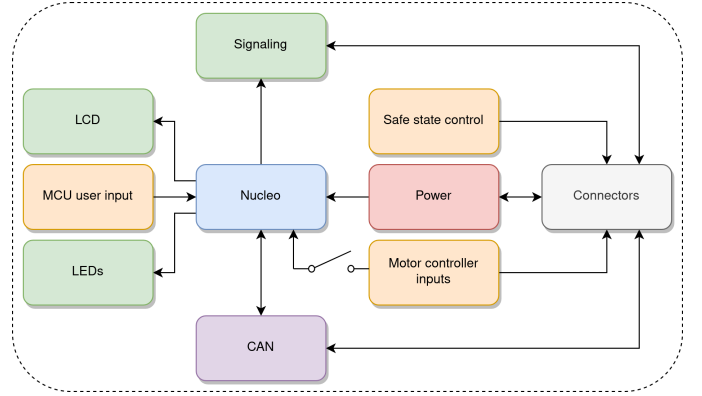 Signaling
LCD
Safe state control
MCU user input
Nucleo
Power
Connectors
LEDs
Motor controller
inputs
CAN